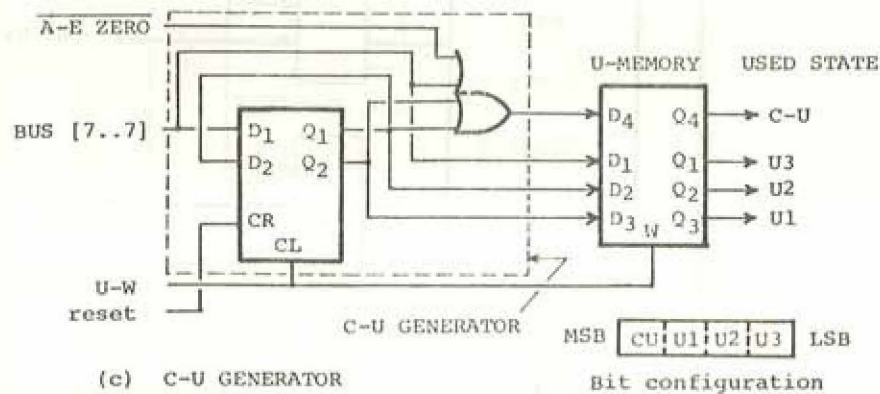 A-E ZERO
U-MEMORY USED STATE
D4 Q4 C-U
BUS [7..7] D1 Q1
D1 Q1 U3
D2 Q2
D2 Q2 U2
D3 Q3 U1
W
CR
CL
U-W
reset
C-U GENERATOR
MSB CU U1 U2 U3 LSB
(c) C-U GENERATOR
Bit configuration